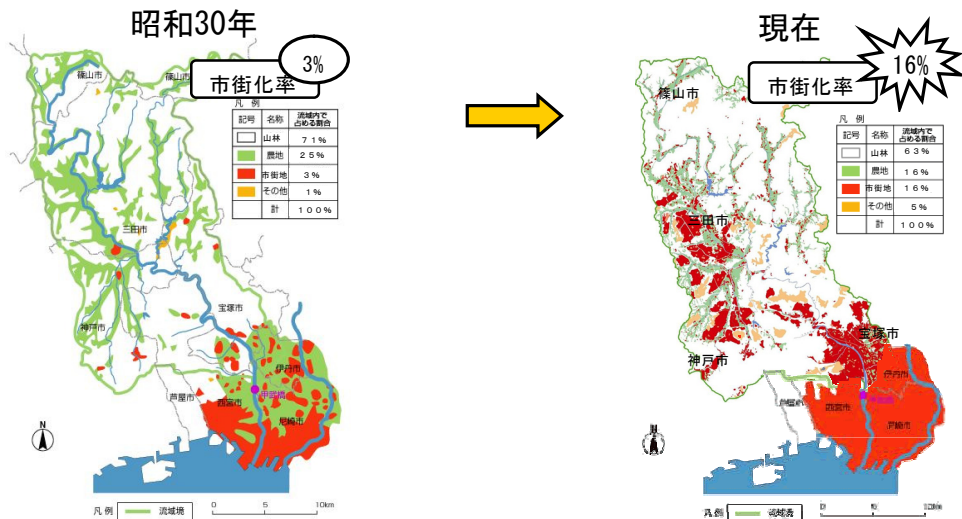 昭和30年
市街化率
3%
篠山市
篠山市
凡 例
記号 名称 流域内で占める割合
山林 71%
農地 25%
市街地 3%
その他 1%
計 100%
三田市
宝塚市
神戸市
伊丹市
芦屋市
西宮市
甲武橋
尼崎市
N
凡 例 流域境
0 5 10km
現在
市街化率
16%
篠山市
凡 例
記号 名称 流域内で占める割合
山林 63%
農地 16%
市街地 16%
その他 5%
計 100%
三田市
宝塚市
神戸市
伊丹市
芦屋市
西宮市
甲武橋
尼崎市
凡例 流域境